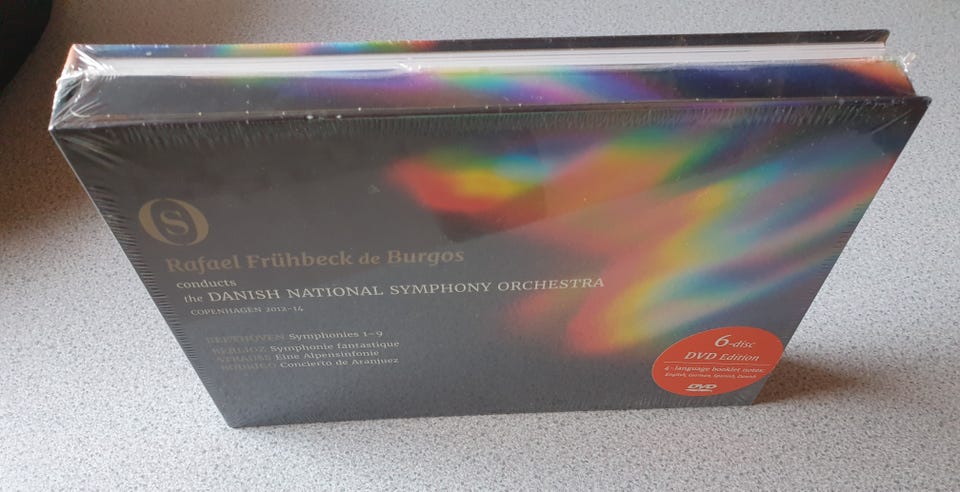 Rafael Frühbeck de Burgos
conducts
the DANISH NATIONAL SYMPHONY ORCHESTRA
COPENHAGEN 2012-14
BEETHOVEN Symphonies 1–9
BERLIOZ Symphonie fantastique
STRAUSS Eine Alpensinfonie
RODRIGO Concierto de Aranjuez
6-disc
DVD Edition
4-language booklet notes:
English, German, Spanish, Danish
DVD